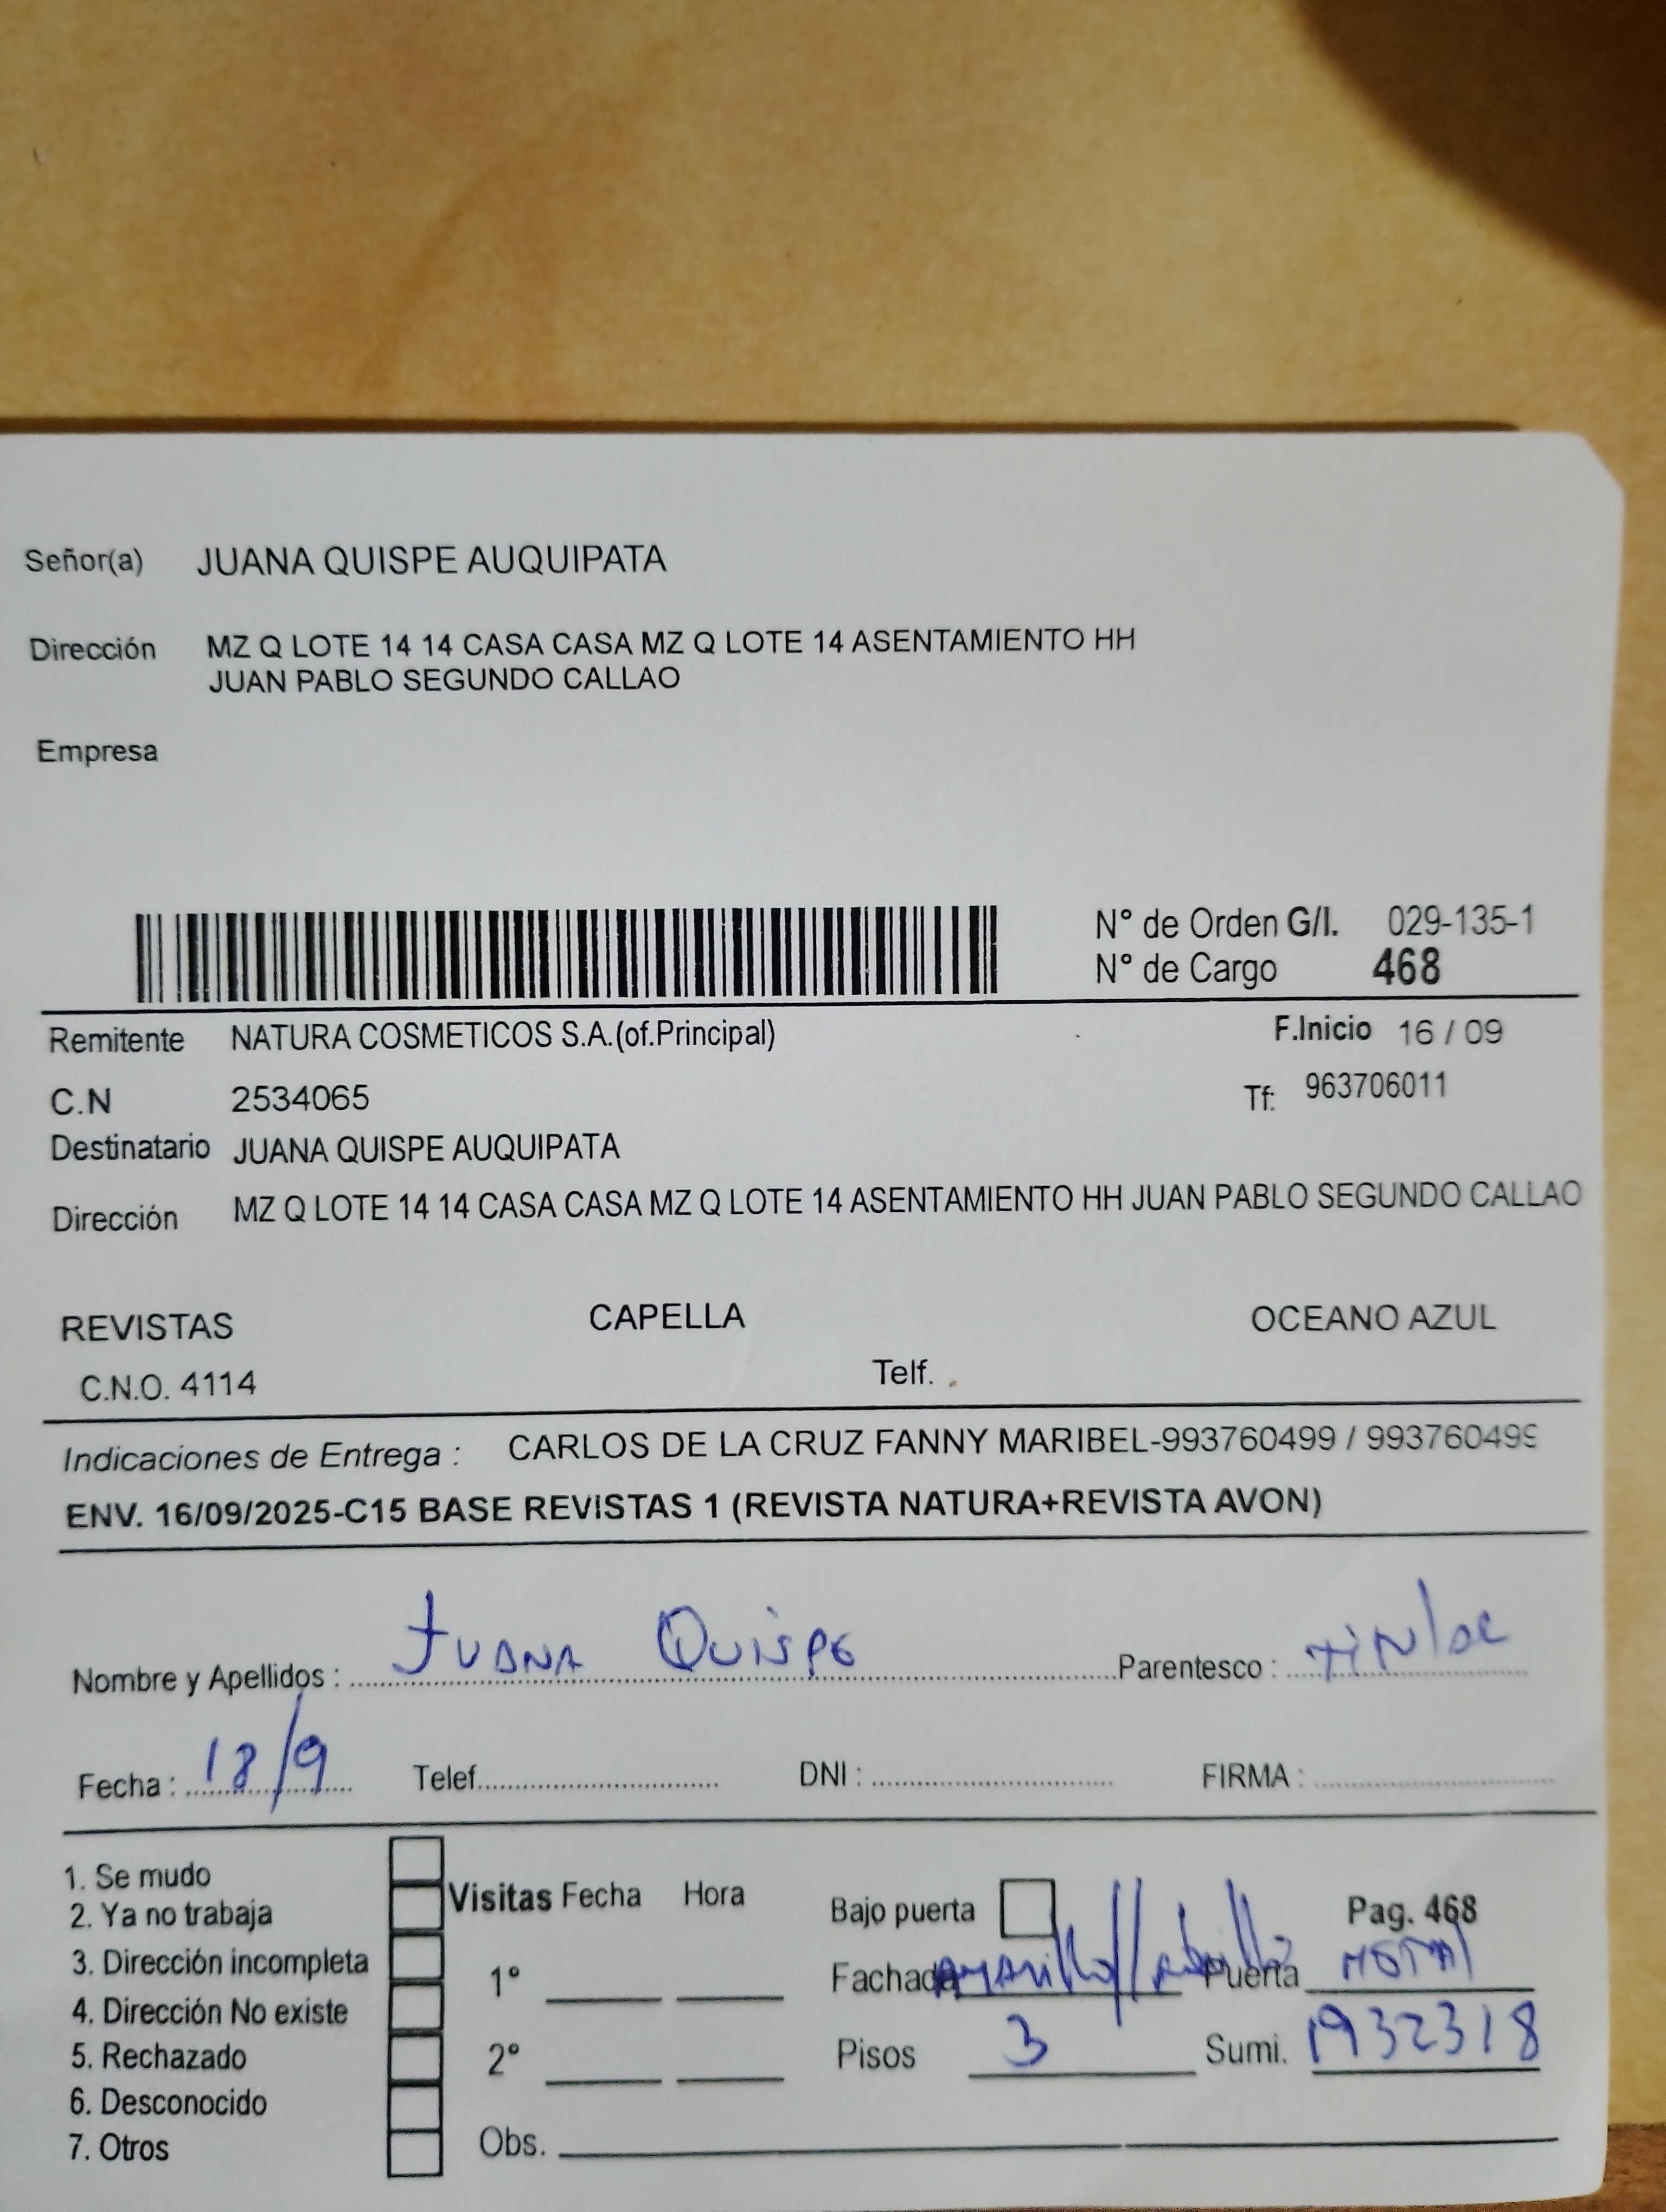 Señor(a) JUANA QUISPE AUQUIPATA
Dirección MZ Q LOTE 14 14 CASA CASA MZ Q LOTE 14 ASENTAMIENTO HH
JUAN PABLO SEGUNDO CALLAO
Empresa
N° de Orden G/I. 029-135-1
N° de Cargo 468
Remitente NATURA COSMETICOS S.A.(of.Principal) F.Inicio 16 / 09
C.N 2534065 Tf: 963706011
Destinatario JUANA QUISPE AUQUIPATA
Dirección MZ Q LOTE 14 14 CASA CASA MZ Q LOTE 14 ASENTAMIENTO HH JUAN PABLO SEGUNDO CALLAO
REVISTAS CAPELLA OCEANO AZUL
C.N.O. 4114 Telf. .
Indicaciones de Entrega : CARLOS DE LA CRUZ FANNY MARIBEL-993760499 / 993760499
ENV. 16/09/2025-C15 BASE REVISTAS 1 (REVISTA NATURA+REVISTA AVON)
Nombre y Apellidos : JUANA QUISPE Parentesco :
Fecha : 18/9 Telef. DNI : FIRMA :
1. Se mudo
2. Ya no trabaja Visitas Fecha Hora Bajo puerta Pag. 468
3. Dirección incompleta 1° Fachada Amarillo/ Puerta METAL
4. Dirección No existe
5. Rechazado 2° Pisos 3 Sumi. 1932318
6. Desconocido
7. Otros Obs.